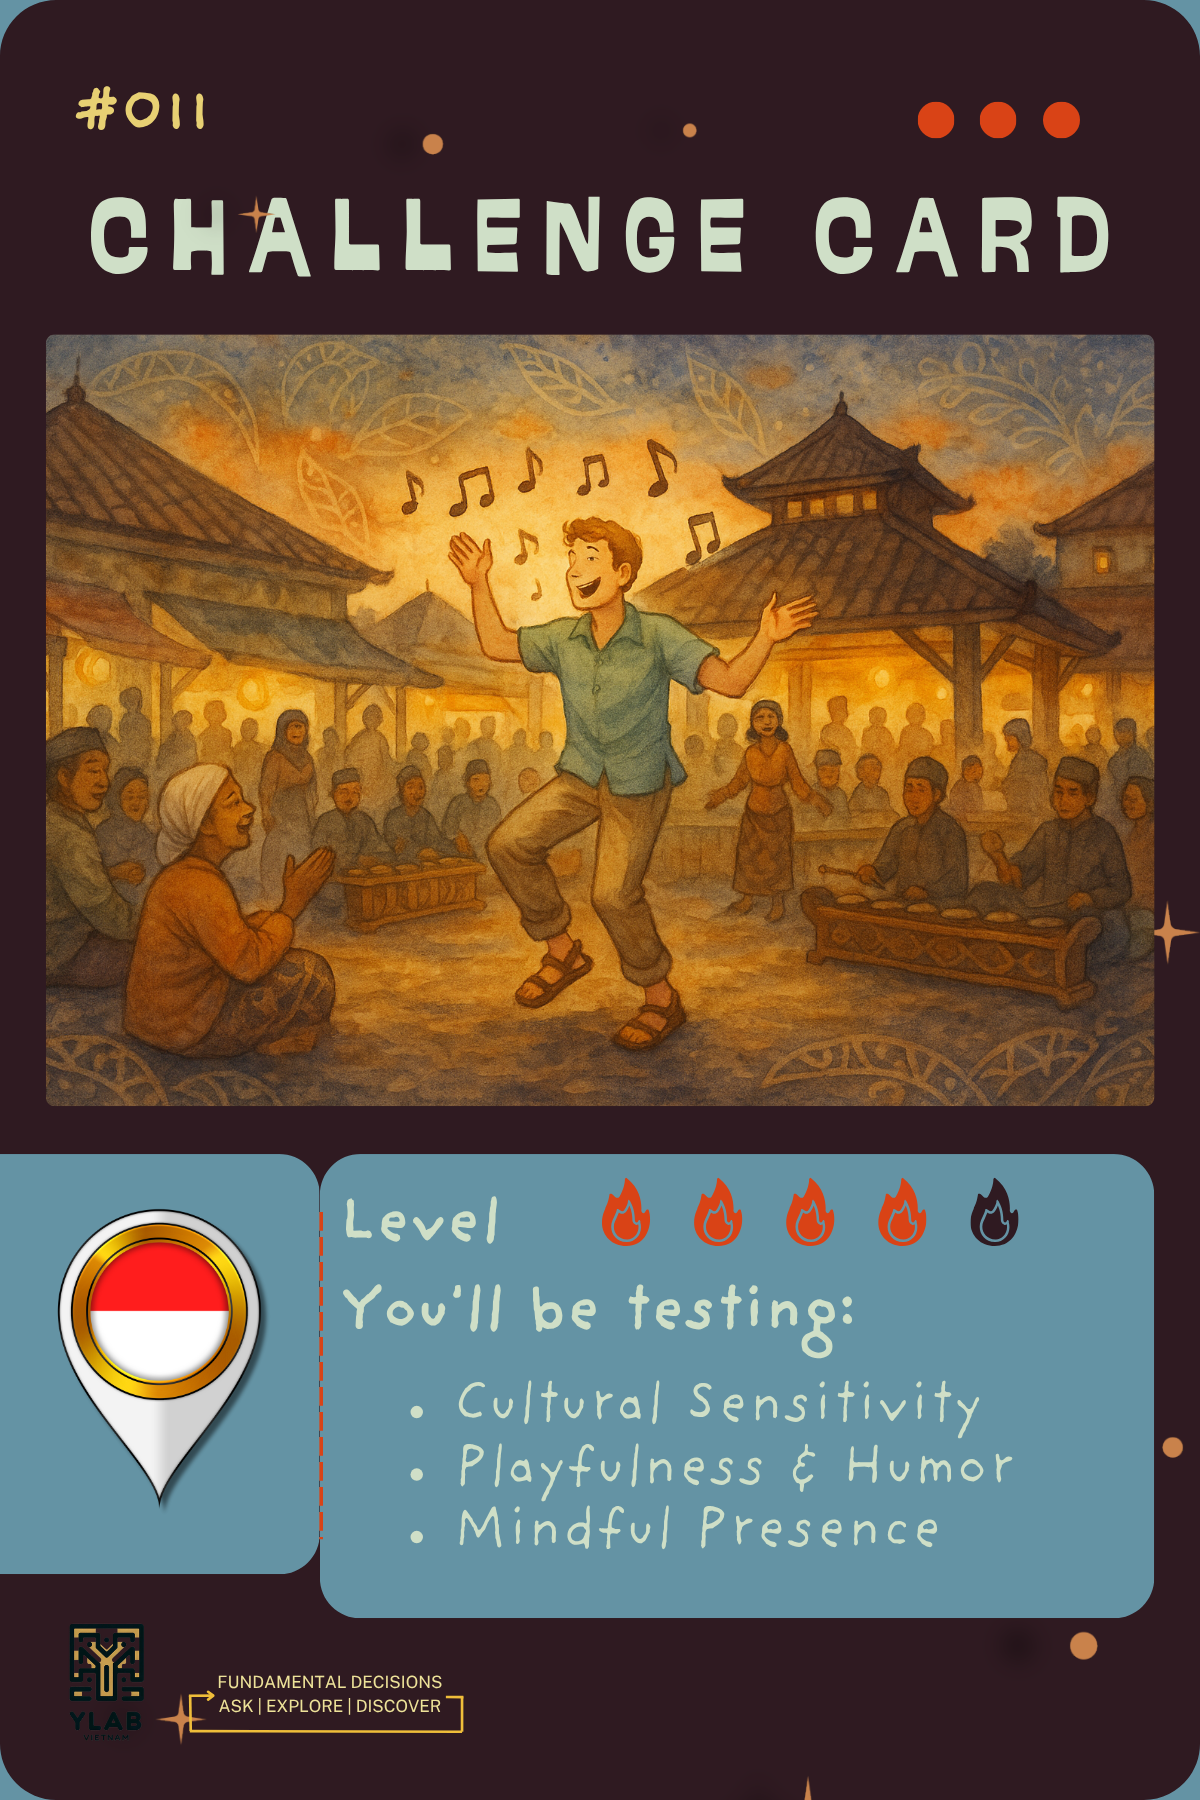 #011
CHALLENGE CARD
Level
You'll be testing:
• Cultural Sensitivity
• Playfulness & Humor
• Mindful Presence
YLAB
VIETNAM
FUNDAMENTAL DECISIONS
ASK | EXPLORE | DISCOVER